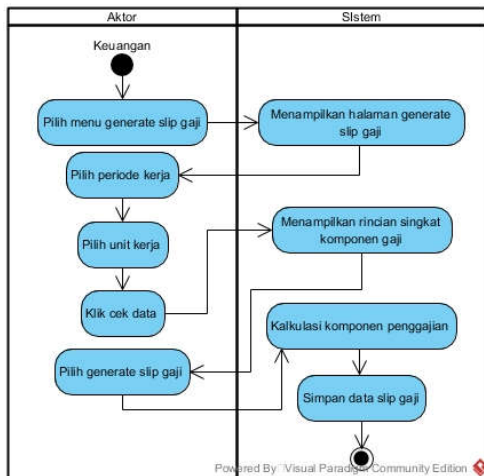 Aktor
SIstem
Keuangan
Pilih menu generate slip gaji
Menampilkan halaman generate
slip gaji
Pilih periode kerja
Pilih unit kerja
Menampilkan rincian singkat
komponen gaji
Klik cek data
Kalkulasi komponen penggajian
Pilih generate slip gaji
Simpan data slip gaji
Powered By Visual Paradigm Community Edition